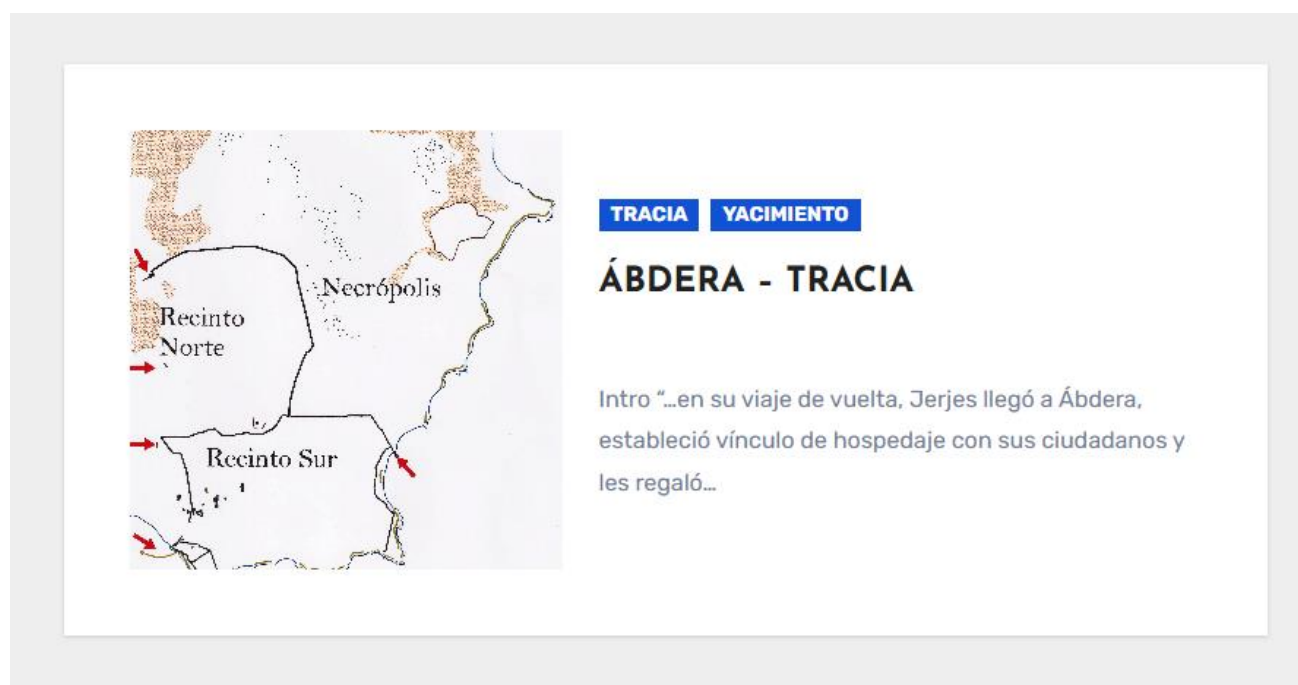 Necrópolis
Recinto
Norte
Recinto Sur
TRACIA YACIMIENTO
ÁBDERA - TRACIA
Intro “…en su viaje de vuelta, Jerjes llegó a Ábdera,
estableció vínculo de hospedaje con sus ciudadanos y
les regaló…